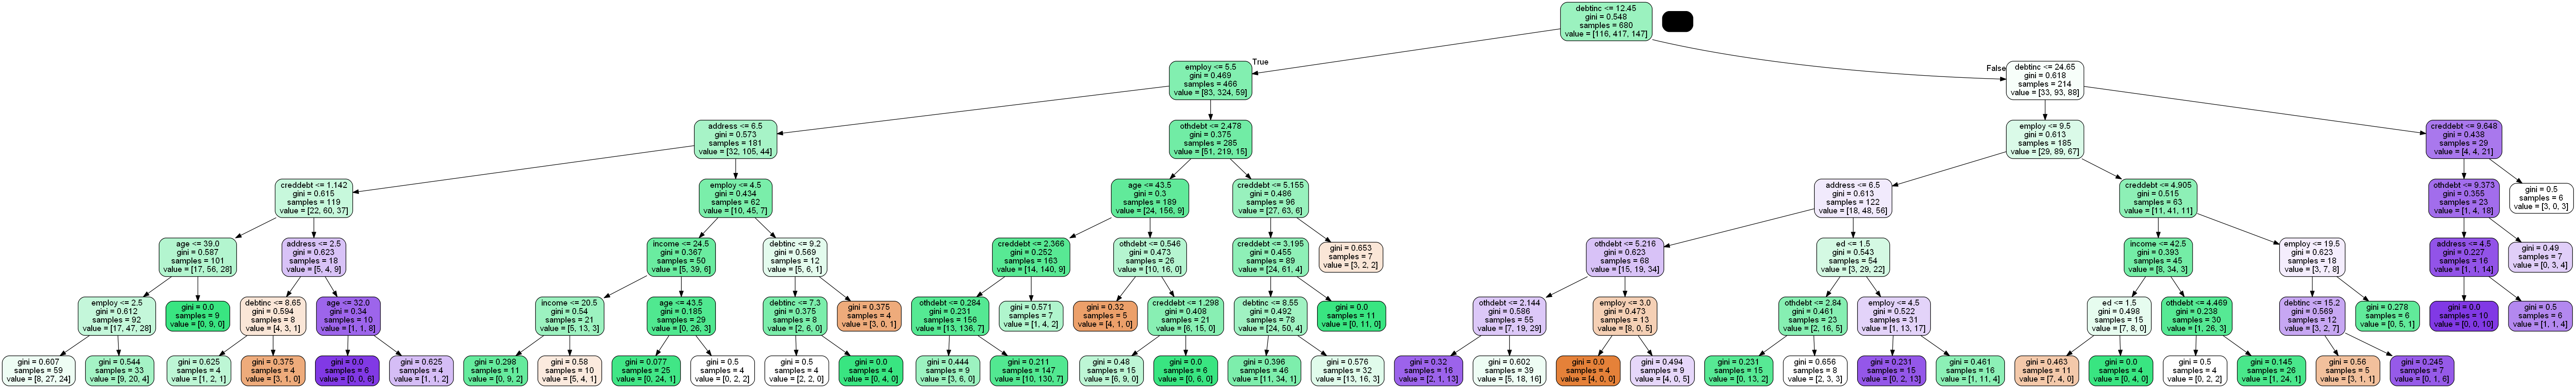 debtinc <= 12.45
gini = 0.548
samples = 680
value = [116, 417, 147]
True
False
employ <= 5.5
gini = 0.469
samples = 466
value = [83, 324, 59]
debtinc <= 24.65
gini = 0.618
samples = 214
value = [33, 93, 88]
address <= 6.5
gini = 0.573
samples = 181
value = [32, 105, 44]
othdebt <= 2.478
gini = 0.375
samples = 285
value = [51, 219, 15]
employ <= 9.5
gini = 0.613
samples = 185
value = [29, 89, 67]
creddebt <= 9.648
gini = 0.438
samples = 29
value = [4, 4, 21]
creddebt <= 1.142
gini = 0.615
samples = 119
value = [22, 60, 37]
employ <= 4.5
gini = 0.434
samples = 62
value = [10, 45, 7]
age <= 43.5
gini = 0.3
samples = 189
value = [24, 156, 9]
creddebt <= 5.155
gini = 0.486
samples = 96
value = [27, 63, 6]
address <= 6.5
gini = 0.613
samples = 122
value = [18, 48, 56]
creddebt <= 4.905
gini = 0.515
samples = 63
value = [11, 41, 11]
othdebt <= 9.373
gini = 0.355
samples = 23
value = [1, 4, 18]
gini = 0.5
samples = 6
value = [3, 0, 3]
age <= 39.0
gini = 0.587
samples = 101
value = [17, 56, 28]
address <= 2.5
gini = 0.623
samples = 18
value = [5, 4, 9]
income <= 24.5
gini = 0.367
samples = 50
value = [5, 39, 6]
debtinc <= 9.2
gini = 0.569
samples = 12
value = [5, 6, 1]
creddebt <= 2.366
gini = 0.252
samples = 163
value = [14, 140, 9]
othdebt <= 0.546
gini = 0.473
samples = 26
value = [10, 16, 0]
creddebt <= 3.195
gini = 0.455
samples = 89
value = [24, 61, 4]
gini = 0.653
samples = 7
value = [3, 2, 2]
othdebt <= 5.216
gini = 0.623
samples = 68
value = [15, 19, 34]
ed <= 1.5
gini = 0.543
samples = 54
value = [3, 29, 22]
income <= 42.5
gini = 0.393
samples = 45
value = [8, 34, 3]
employ <= 19.5
gini = 0.623
samples = 18
value = [3, 7, 8]
address <= 4.5
gini = 0.227
samples = 16
value = [1, 1, 14]
gini = 0.49
samples = 7
value = [0, 3, 4]
employ <= 2.5
gini = 0.612
samples = 92
value = [17, 47, 28]
gini = 0.0
samples = 9
value = [0, 9, 0]
debtinc <= 8.65
gini = 0.594
samples = 8
value = [4, 3, 1]
age <= 32.0
gini = 0.34
samples = 10
value = [1, 1, 8]
income <= 20.5
gini = 0.54
samples = 21
value = [5, 13, 3]
age <= 43.5
gini = 0.185
samples = 29
value = [0, 26, 3]
debtinc <= 7.3
gini = 0.375
samples = 8
value = [2, 6, 0]
gini = 0.375
samples = 4
value = [3, 0, 1]
othdebt <= 0.284
gini = 0.231
samples = 156
value = [13, 136, 7]
gini = 0.571
samples = 7
value = [1, 4, 2]
gini = 0.32
samples = 5
value = [4, 1, 0]
creddebt <= 1.298
gini = 0.408
samples = 21
value = [6, 15, 0]
debtinc <= 8.55
gini = 0.492
samples = 78
value = [24, 50, 4]
gini = 0.0
samples = 11
value = [0, 11, 0]
othdebt <= 2.144
gini = 0.586
samples = 55
value = [7, 19, 29]
employ <= 3.0
gini = 0.473
samples = 13
value = [8, 0, 5]
othdebt <= 2.84
gini = 0.461
samples = 23
value = [2, 16, 5]
employ <= 4.5
gini = 0.522
samples = 31
value = [1, 13, 17]
ed <= 1.5
gini = 0.498
samples = 15
value = [7, 8, 0]
othdebt <= 4.469
gini = 0.238
samples = 30
value = [1, 26, 3]
debtinc <= 15.2
gini = 0.569
samples = 12
value = [3, 2, 7]
gini = 0.278
samples = 6
value = [0, 5, 1]
gini = 0.0
samples = 10
value = [0, 0, 10]
gini = 0.5
samples = 6
value = [1, 1, 4]
gini = 0.607
samples = 59
value = [8, 27, 24]
gini = 0.544
samples = 33
value = [9, 20, 4]
gini = 0.625
samples = 4
value = [1, 2, 1]
gini = 0.375
samples = 4
value = [3, 1, 0]
gini = 0.0
samples = 6
value = [0, 0, 6]
gini = 0.625
samples = 4
value = [1, 1, 2]
gini = 0.298
samples = 11
value = [0, 9, 2]
gini = 0.58
samples = 10
value = [5, 4, 1]
gini = 0.077
samples = 25
value = [0, 24, 1]
gini = 0.5
samples = 4
value = [0, 2, 2]
gini = 0.5
samples = 4
value = [2, 2, 0]
gini = 0.0
samples = 4
value = [0, 4, 0]
gini = 0.444
samples = 9
value = [3, 6, 0]
gini = 0.211
samples = 147
value = [10, 130, 7]
gini = 0.48
samples = 15
value = [6, 9, 0]
gini = 0.0
samples = 6
value = [0, 6, 0]
gini = 0.396
samples = 46
value = [11, 34, 1]
gini = 0.576
samples = 32
value = [13, 16, 3]
gini = 0.32
samples = 16
value = [2, 1, 13]
gini = 0.602
samples = 39
value = [5, 18, 16]
gini = 0.0
samples = 4
value = [4, 0, 0]
gini = 0.494
samples = 9
value = [4, 0, 5]
gini = 0.231
samples = 15
value = [0, 13, 2]
gini = 0.656
samples = 8
value = [2, 3, 3]
gini = 0.231
samples = 15
value = [0, 2, 13]
gini = 0.461
samples = 16
value = [1, 11, 4]
gini = 0.463
samples = 11
value = [7, 4, 0]
gini = 0.0
samples = 4
value = [0, 4, 0]
gini = 0.5
samples = 4
value = [0, 2, 2]
gini = 0.145
samples = 26
value = [1, 24, 1]
gini = 0.56
samples = 5
value = [3, 1, 1]
gini = 0.245
samples = 7
value = [0, 1, 6]